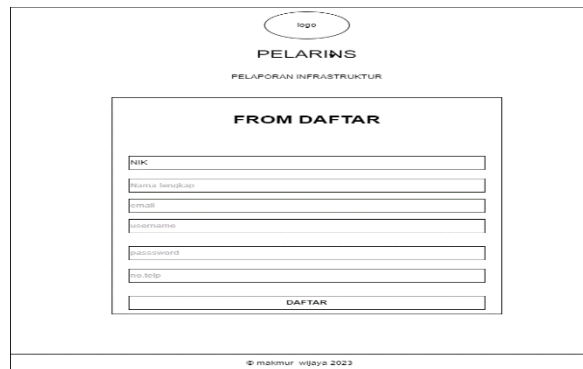 logo
PELARINS
PELAPORAN INFRASTRUKTUR
FROM DAFTAR
NIK
Nama lengkap
email
username
passsword
no.telp
DAFTAR
© makmur wijaya 2023